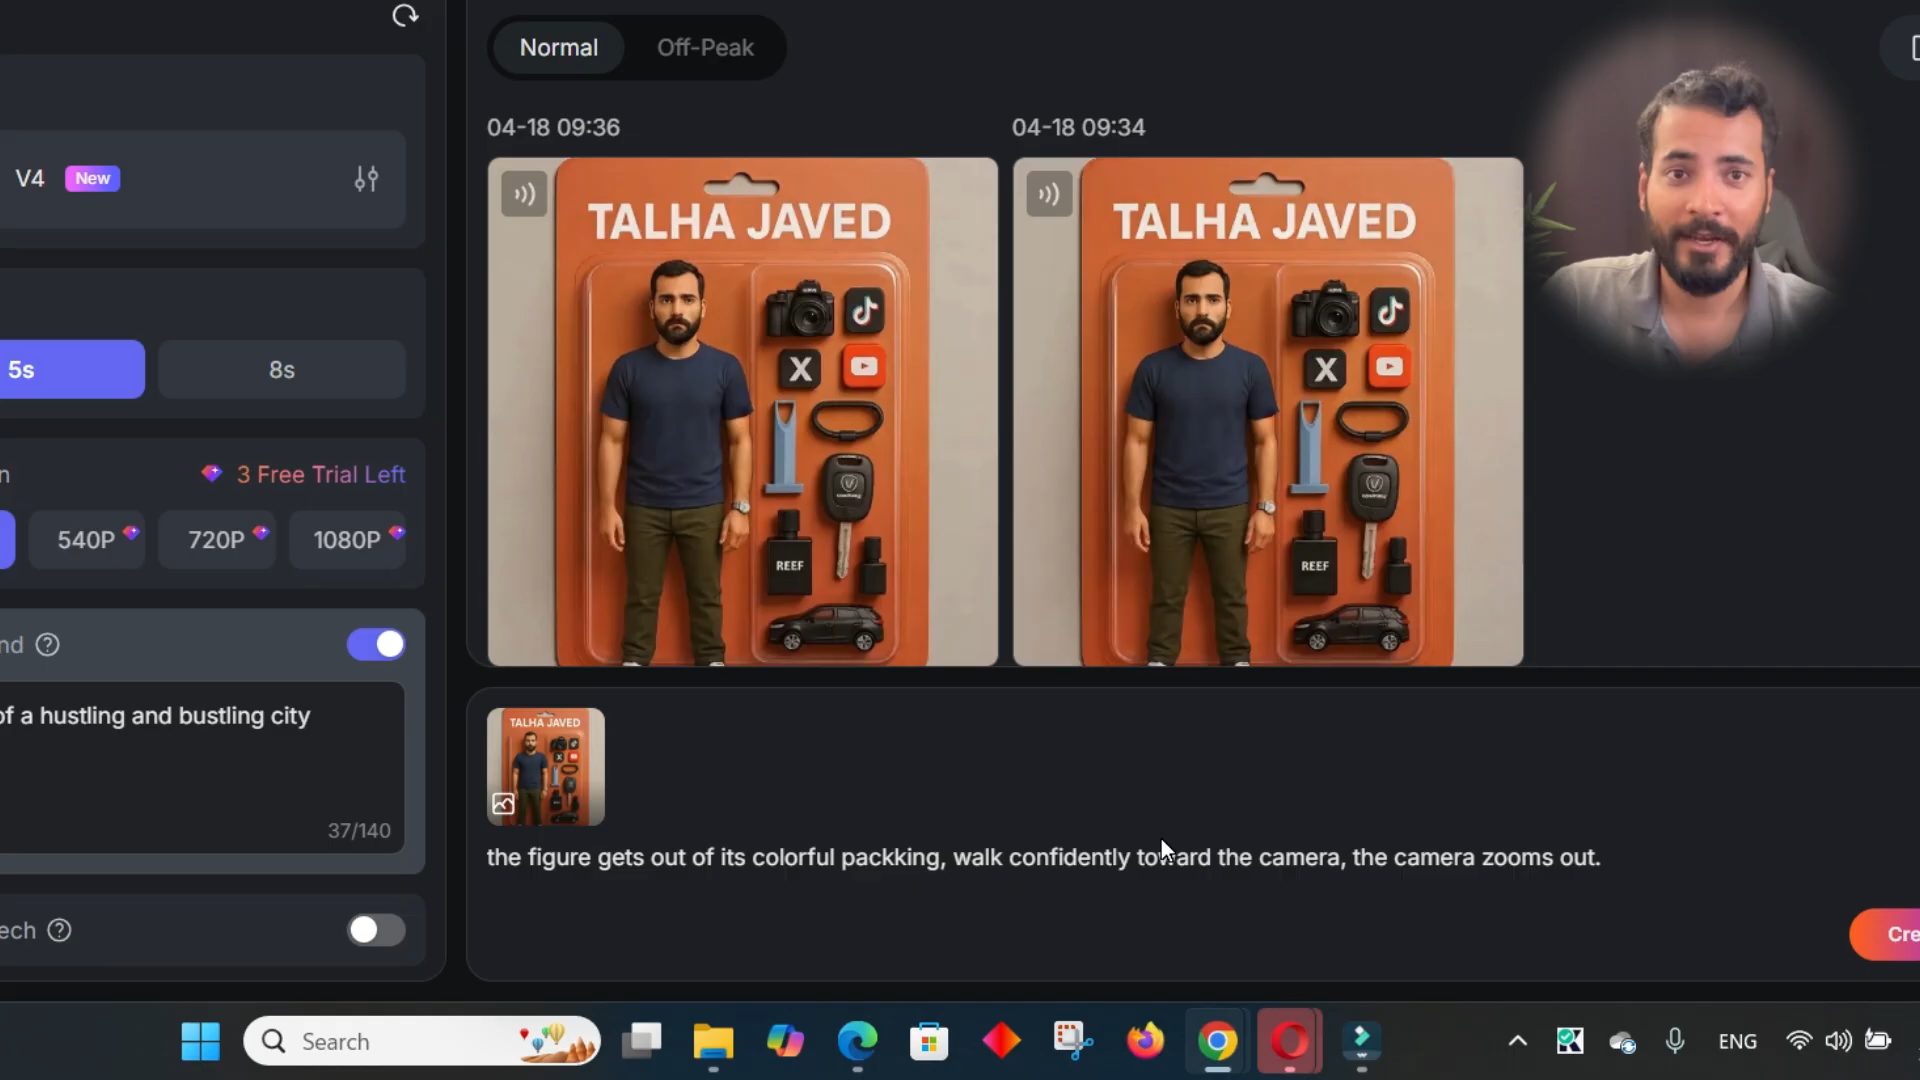 Normal
Off-Peak
04-18 09:36
04-18 09:34
V4 New
TALHA JAVED
TALHA JAVED
X
X
5s
8s
n
3 Free Trial Left
540P
720P
1080P
REEF
REEF
nd ?
of a hustling and bustling city
37/140
TALHA JAVED
the figure gets out of its colorful packking, walk confidently toward the camera, the camera zooms out.
ech ?
Cre
Search
ENG